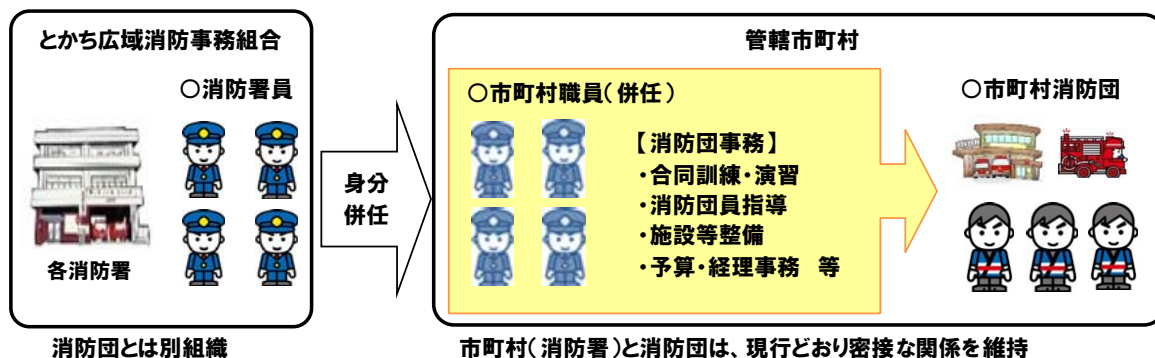 とかち広域消防事務組合
○消防署員
各消防署
身分
併任
管轄市町村
○市町村職員(併任)
【消防団事務】
・合同訓練・演習
・消防団員指導
・施設等整備
・予算・経理事務 等
○市町村消防団
消防団とは別組織
市町村(消防署)と消防団は、現行どおり密接な関係を維持